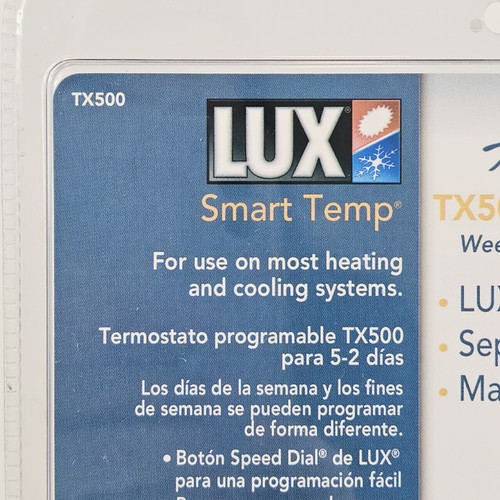 TX500
LUX®
Smart Temp®
For use on most heating
and cooling systems.
Termostato programable TX500
para 5-2 días
Los días de la semana y los fines
de semana se pueden programar
de forma diferente.
• Botón Speed Dial® de LUX®
para una programación fácil